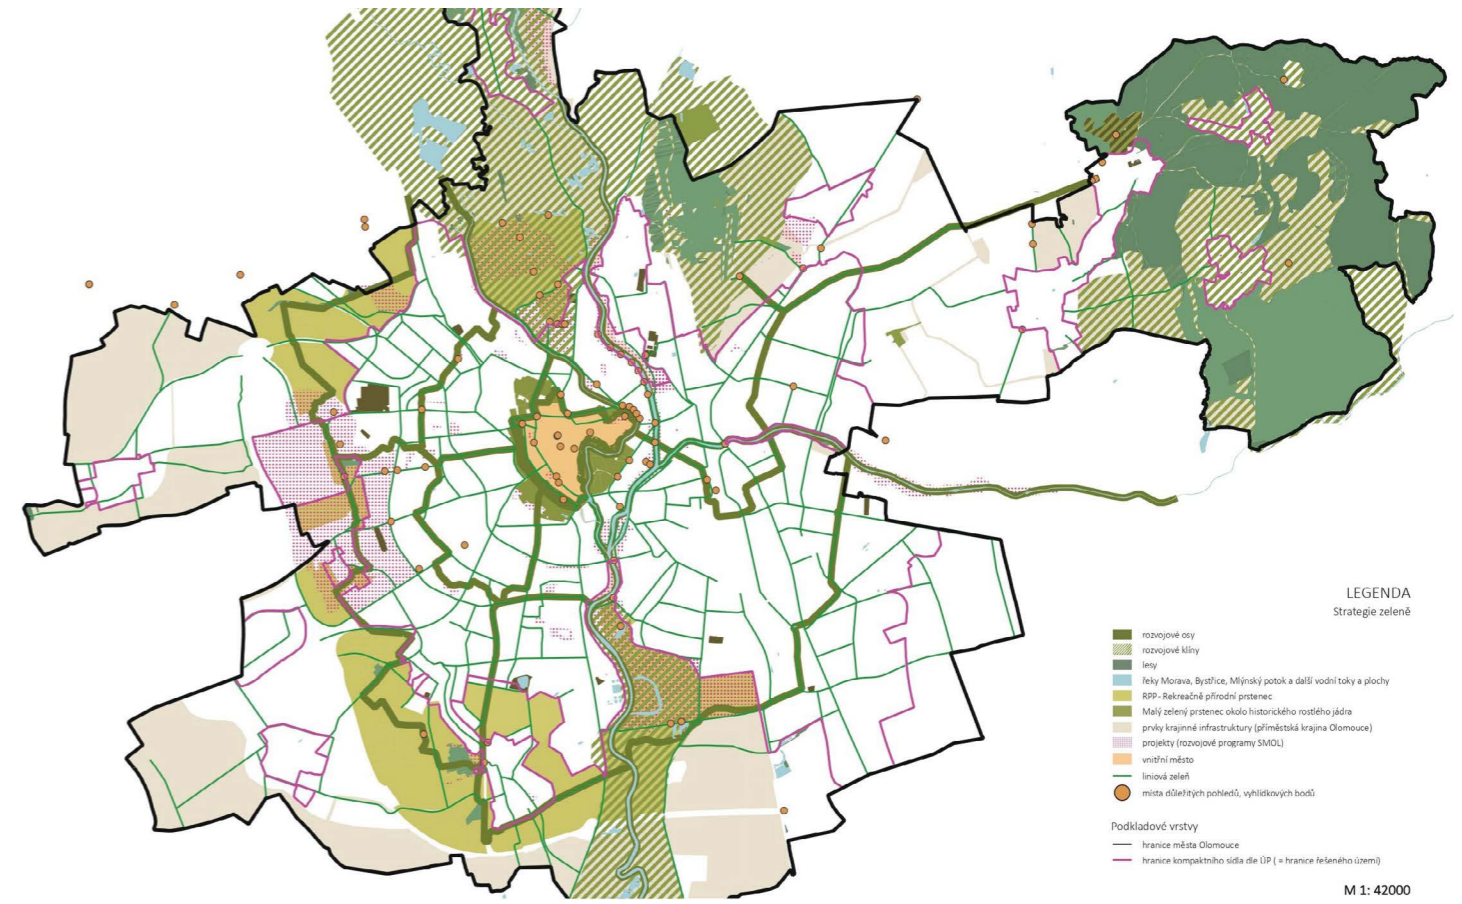 LEGENDA
Strategie zeleně
rozvojové osy
rozvojové klíny
lesy
řeky Morava, Bystřice, Mlýnský potok a další vodní toky a plochy
RPP - Rekreačně přírodní prstenec
Malý zelený prstenec okolo historického rostlého jádra
prvky krajinné infrastruktury (příměstská krajina Olomouce)
projekty (rozvojové programy SMOL)
vnitřní město
liniová zeleň
místa důležitých pohledů, vyhlídkových bodů
Podkladové vrstvy
hranice města Olomouce
hranice kompaktního sídla dle ÚP ( = hranice řešeného území)
M 1: 42000